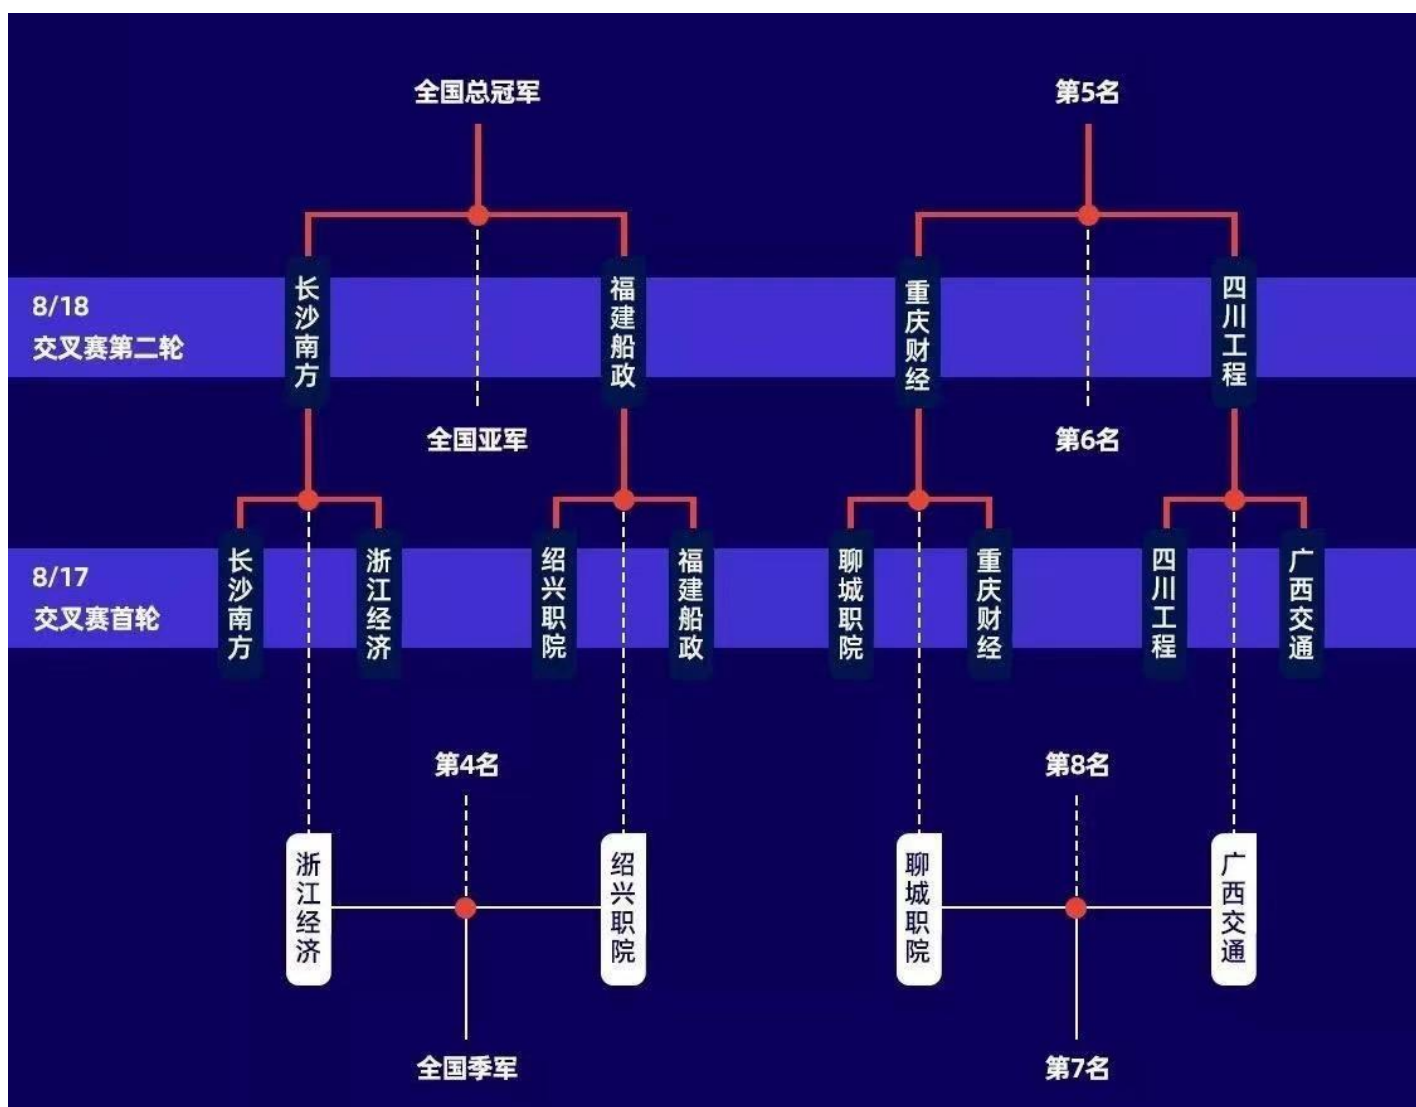 全国总冠军
第5名
8/18
交叉赛第二轮
长沙南方
福建船政
重庆财经
四川工程
全国亚军
第6名
8/17
交叉赛首轮
长沙南方
浙江经济
绍兴职院
福建船政
聊城职院
重庆财经
四川工程
广西交通
第4名
第8名
浙江经济
绍兴职院
聊城职院
广西交通
全国季军
第7名